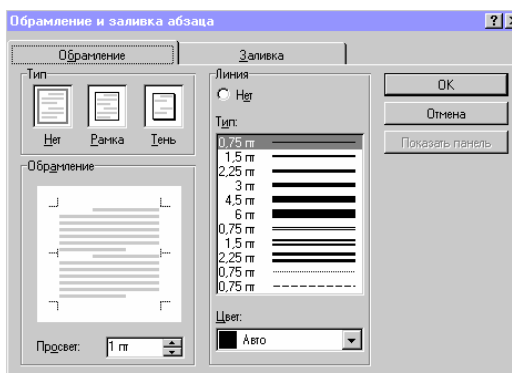 Обрамление и заливка абзаца
Обрамление
Заливка
Тип
Нет
Рамка
Тень
Обрамление
Просвет:
1 пт
Линия
Нет
Тип:
0,75 пт
1,5 пт
2,25 пт
3 пт
4,5 пт
6 пт
0,75 пт
1,5 пт
2,25 пт
0,75 пт
0,75 пт
Цвет:
Авто
OK
Отмена
Показать панель